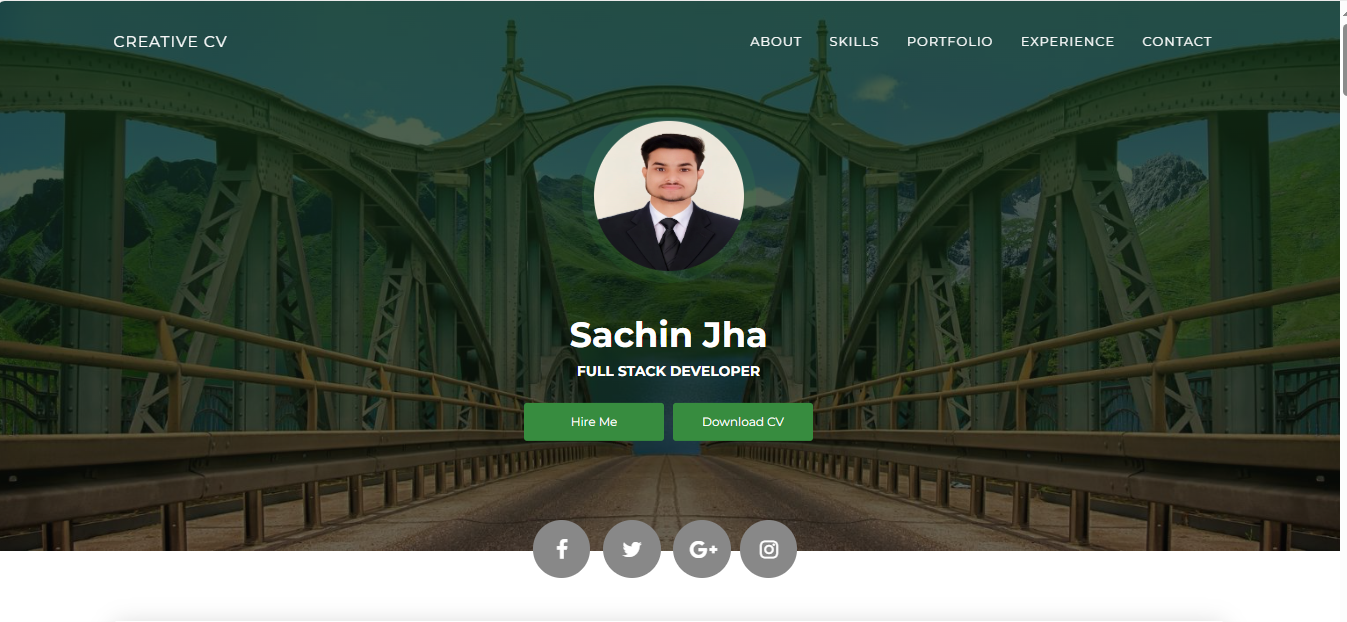 CREATIVE CV
ABOUT SKILLS PORTFOLIO EXPERIENCE CONTACT
Sachin Jha
FULL STACK DEVELOPER
Hire Me
Download CV
f
G+